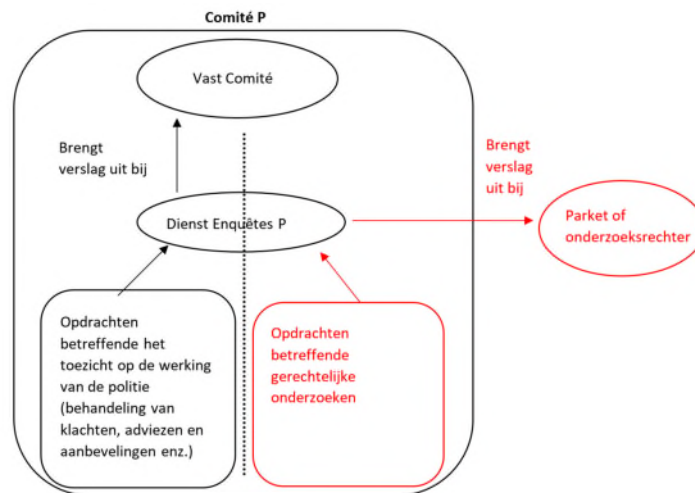 Comité P
Vast Comité
Brengt
verslag uit bij
Brengt
verslag
uit bij
Dienst Enquêtes P
Parket of
onderzoeksrechter
Opdrachten
betreffende het
toezicht op de werking
van de politie
(behandeling van
klachten, adviezen en
aanbevelingen enz.)
Opdrachten
betreffende
gerechtelijke
onderzoeken